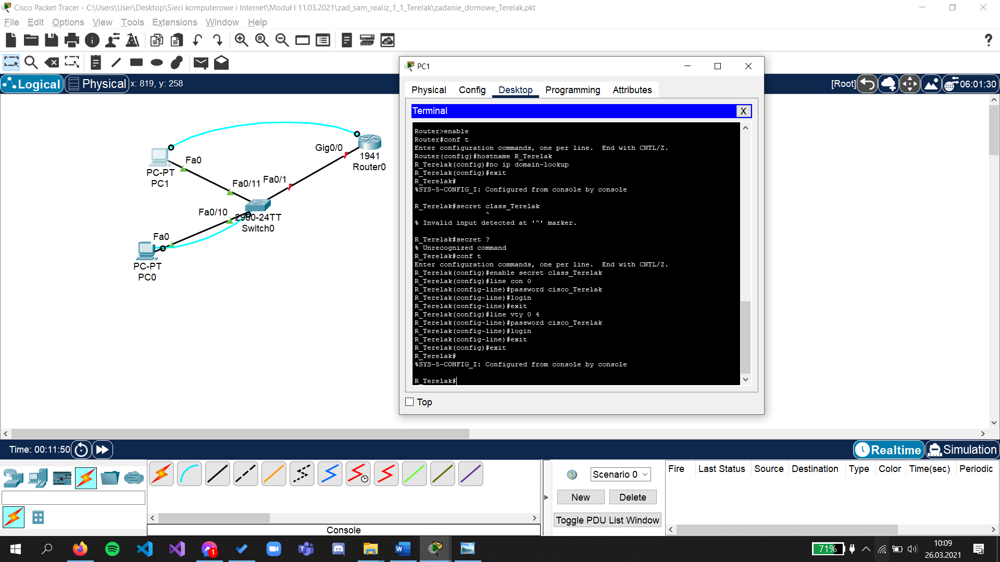 Cisco Packet Tracer - C:\Users\User\Desktop\Sieci komputerowe i Internet\Moduł I 11.03.2021\zad_sam_realiz_1_1_Terelak\zadanie_domowe_Terelak.pkt
File Edit Options View Tools Extensions Window Help
?
Logical Physical x: 819, y: 258
[Root] 06:01:30
Gig0/0
1941
Router0
Fa0
PC-PT
PC1
Fa0/11 Fa0/1
Fa0/10
2960-24TT
Switch0
Fa0
PC-PT
PC0
PC1
Physical Config Desktop Programming Attributes
Terminal
X
Router>enable
Router#conf t
Enter configuration commands, one per line.  End with CNTL/Z.
Router(config)#hostname R_Terelak
R_Terelak(config)#no ip domain-lookup
R_Terelak(config)#exit
R_Terelak#
%SYS-5-CONFIG_I: Configured from console by console
R_Terelak#secret class_Terelak
^
% Invalid input detected at '^' marker.
R_Terelak#secret ?
% Unrecognized command
R_Terelak#conf t
Enter configuration commands, one per line.  End with CNTL/Z.
R_Terelak(config)#enable secret class_Terelak
R_Terelak(config)#line con 0
R_Terelak(config-line)#password cisco_Terelak
R_Terelak(config-line)#login
R_Terelak(config-line)#exit
R_Terelak(config)#line vty 0 4
R_Terelak(config-line)#password cisco_Terelak
R_Terelak(config-line)#login
R_Terelak(config-line)#exit
R_Terelak(config)#exit
R_Terelak#
%SYS-5-CONFIG_I: Configured from console by console
R_Terelak#
Top
Time: 00:11:50
Realtime Simulation
Console
Scenario 0
New Delete
Toggle PDU List Window
Fire Last Status Source Destination Type Color Time(sec) Periodic
1
71%
10:09
26.03.2021